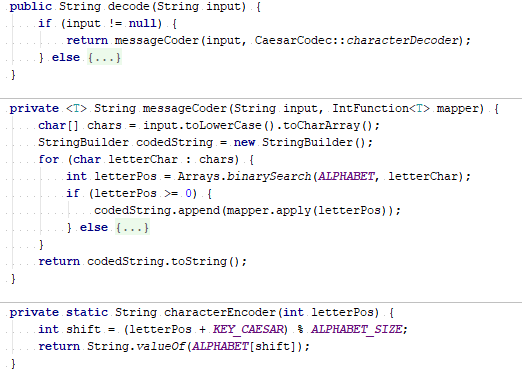 public String decode(String input) {
if (input != null) {
return messageCoder(input, CaesarCodec::characterDecoder);
} else {...}
}
private <T> String messageCoder(String input, IntFunction<T> mapper) {
char[] chars = input.toLowerCase().toCharArray();
StringBuilder codedString = new StringBuilder();
for (char letterChar : chars) {
int letterPos = Arrays.binarySearch(ALPHABET, letterChar);
if (letterPos >= 0) {
codedString.append(mapper.apply(letterPos));
} else {...}
}
return codedString.toString();
}
private static String characterEncoder(int letterPos) {
int shift = (letterPos + KEY_CAESAR) % ALPHABET_SIZE;
return String.valueOf(ALPHABET[shift]);
}